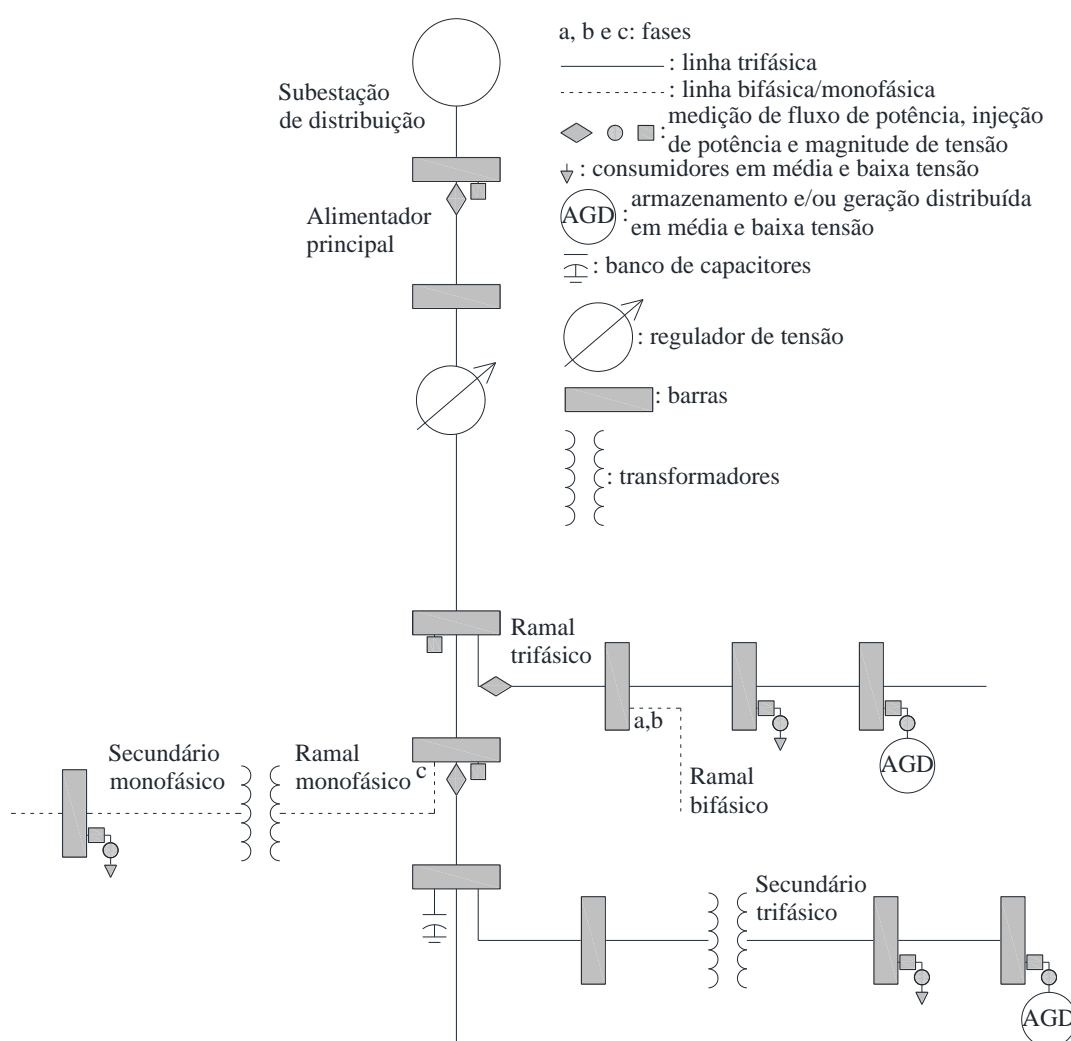 a, b e c: fases
: linha trifásica
: linha bifásica/monofásica
medição de fluxo de potência, injeção
: de potência e magnitude de tensão
: consumidores em média e baixa tensão
AGD : armazenamento e/ou geração distribuída
em média e baixa tensão
: banco de capacitores
: regulador de tensão
: barras
: transformadores
Subestação
de distribuição
Alimentador
principal
Ramal
trifásico
a,b
Ramal
bifásico
AGD
Secundário
monofásico
Ramal
monofásico
c
Secundário
trifásico
AGD